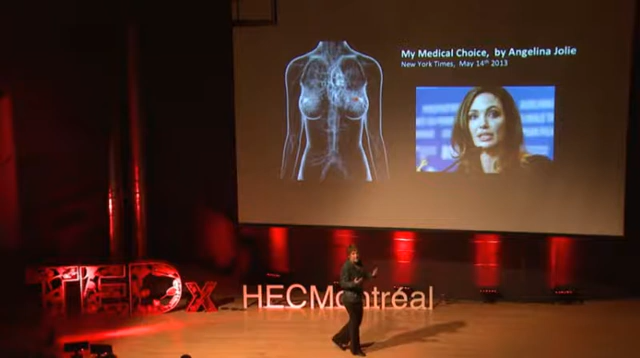 My Medical Choice, by Angelina Jolie
New York Times, May 14th 2013
TEDx
HECMontréal